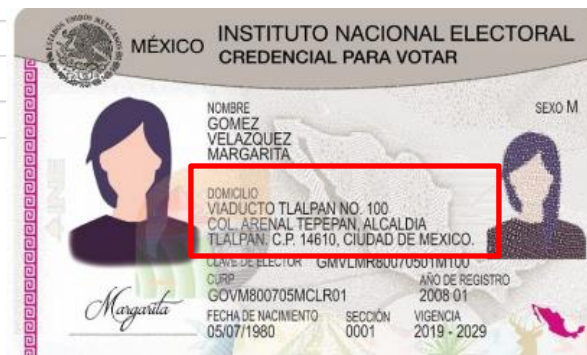 MÉXICO
INSTITUTO NACIONAL ELECTORAL
CREDENCIAL PARA VOTAR
NOMBRE
GOMEZ
VELAZQUEZ
MARGARITA
SEXO M
DOMICILIO
VIADUCTO TLALPAN NO. 100
COL. ARENAL TEPEPAN, ALCALDIA
TLALPAN. C.P. 14610, CIUDAD DE MEXICO.
CLAVE DE ELECTOR GMVLMR80070501M100
CURP
GOVM800705MCLR01
AÑO DE REGISTRO
2008 01
FECHA DE NACIMIENTO
05/07/1980
SECCIÓN
0001
VIGENCIA
2019 - 2029
Margarita